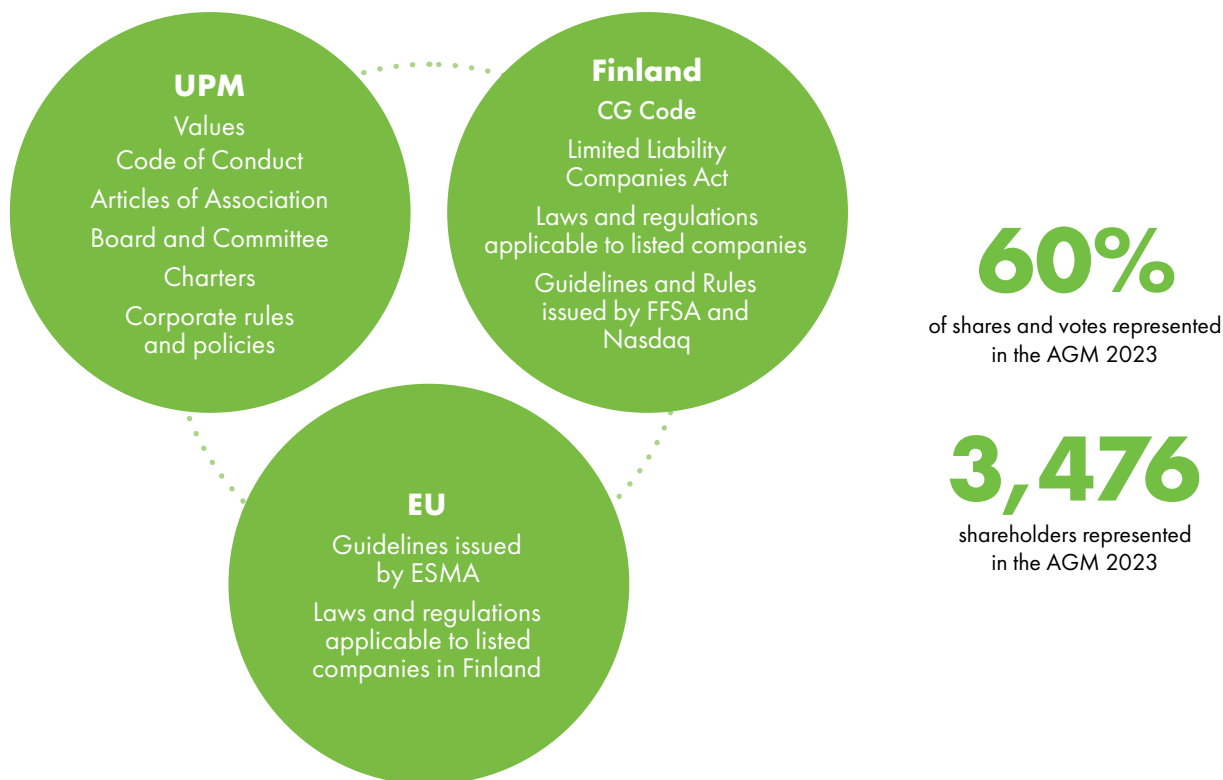 UPM
Values
Code of Conduct
Articles of Association
Board and Committee
Charters
Corporate rules
and policies
Finland
CG Code
Limited Liability
Companies Act
Laws and regulations
applicable to listed companies
Guidelines and Rules
issued by FFSA and
Nasdaq
EU
Guidelines issued
by ESMA
Laws and regulations
applicable to listed
companies in Finland
60%
of shares and votes represented
in the AGM 2023
3,476
shareholders represented
in the AGM 2023